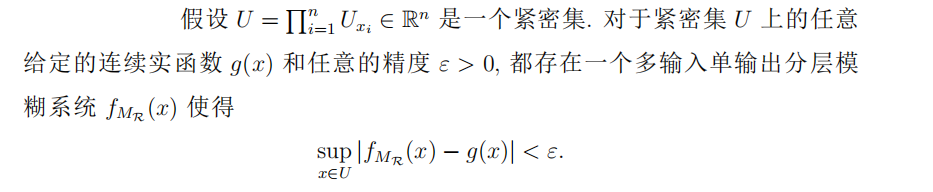 假设 $U = \prod_{i=1}^{n} U_{x_i} \in \mathbb{R}^n$ 是一个紧密集. 对于紧密集 $U$ 上的任意
给定的连续实函数 $g(x)$ 和任意的精度 $\varepsilon > 0$, 都存在一个多输入单输出分层模
糊系统 $f_{M_{\mathcal{R}}}(x)$ 使得
$\sup_{x \in U} |f_{M_{\mathcal{R}}}(x) - g(x)| < \varepsilon.$